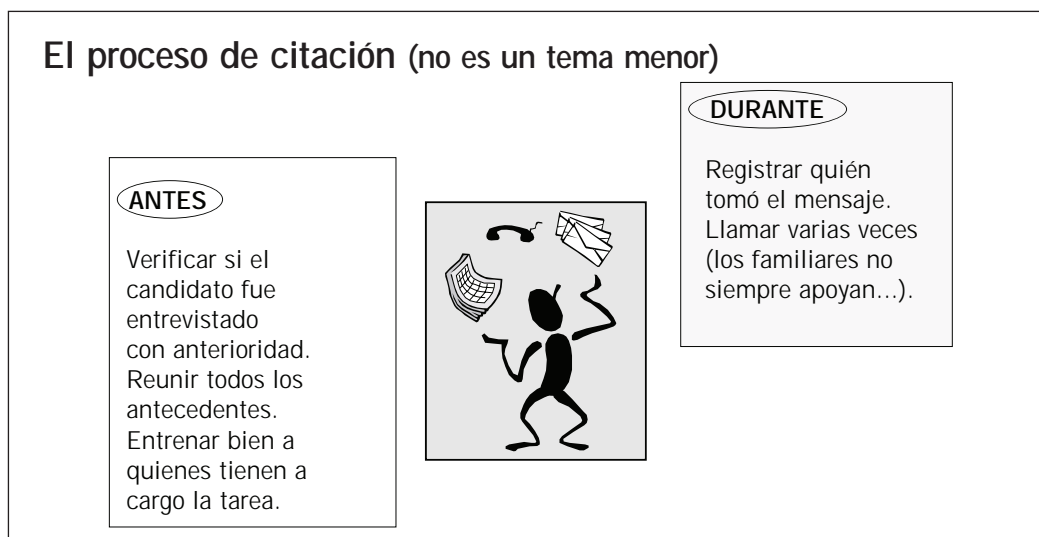 El proceso de citación (no es un tema menor)
ANTES
Verificar si el
candidato fue
entrevistado
con anterioridad.
Reunir todos los
antecedentes.
Entrenar bien a
quienes tienen a
cargo la tarea.
DURANTE
Registrar quién
tomó el mensaje.
Llamar varias veces
(los familiares no
siempre apoyan...).